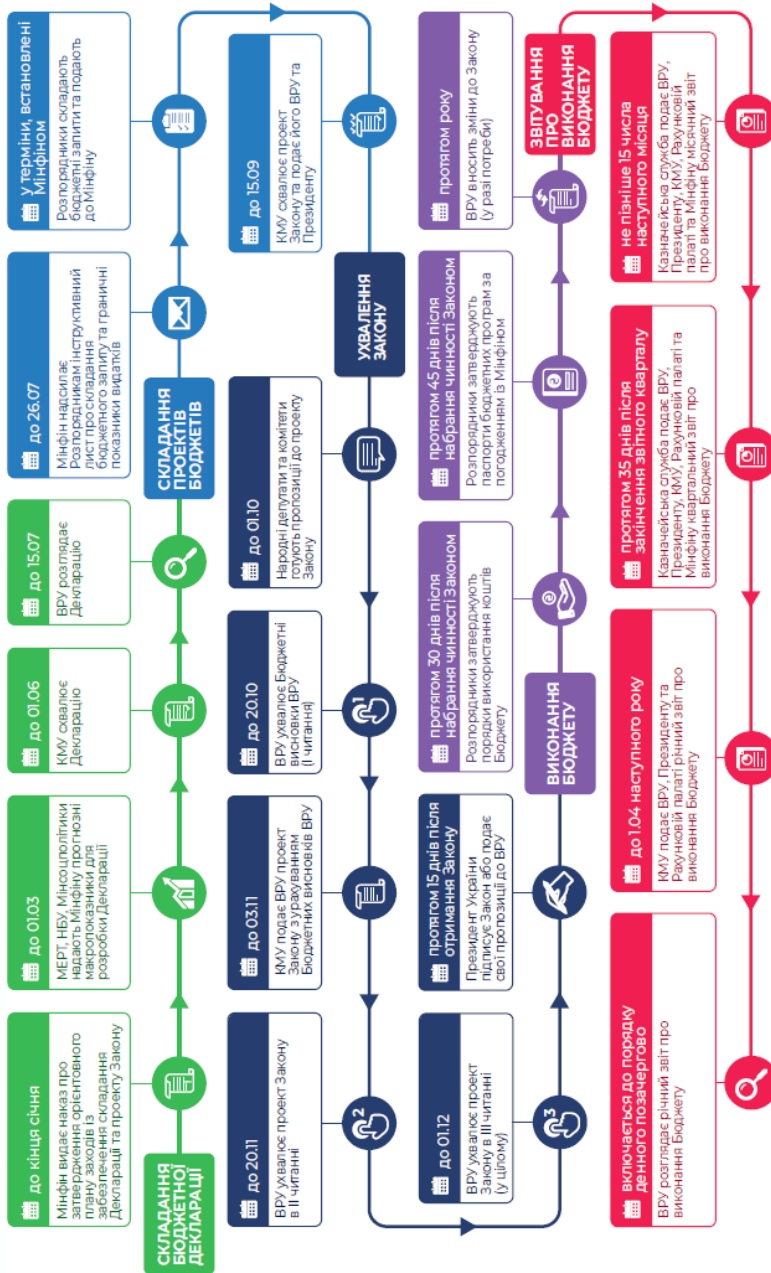 СКЛАДАННЯ
БЮДЖЕТНОЇ
ДЕКЛАРАЦІЇ
до кінця січня
Мінфін видає наказ про
затвердження орієнтовного
плану заходів із
забезпечення складання
Декларації та проекту Закону
до 01.03
МЕРТ, НБУ, Мінсоцполітики
надають Мінфіну прогнозні
макропоказники для
розробки Декларації
до 01.06
КМУ схвалює
Декларацію
до 15.07
ВРУ розглядає
Декларацію
СКЛАДАННЯ
ПРОЕКТІВ
БЮДЖЕТІВ
до 26.07
Мінфін надсилає
Розпорядникам інструктивний
лист про складання
бюджетного запиту та граничні
показники видатків
у терміни, встановлені
Мінфіном
Розпорядники складають
бюджетні запити та подають
до Мінфіну
до 15.09
КМУ схвалює проект
Закону та подає його ВРУ та
Президенту
УХВАЛЕННЯ
ЗАКОНУ
до 01.10
Народні депутати та комітети
готують пропозиції до проекту
Закону
до 20.10
ВРУ ухвалює Бюджетні
висновки ВРУ
(І читання)
1
до 03.11
КМУ подає ВРУ проект
Закону з урахуванням
Бюджетних висновків ВРУ
до 20.11
ВРУ ухвалює проект Закону
в ІІ читанні
2
до 01.12
ВРУ ухвалює проект
Закону в ІІІ читанні
(у цілому)
3
протягом 15 днів після
отримання Закону
Президент України
підписує Закон або подає
свої пропозиції до ВРУ
ВИКОНАННЯ
БЮДЖЕТУ
протягом 30 днів після
набрання чинності Законом
Розпорядники затверджують
порядки використання коштів
Бюджету
протягом 45 днів після
набрання чинності Законом
Розпорядники затверджують
паспорти бюджетних програм за
погодженням із Мінфіном
протягом року
ВРУ вносить зміни до Закону
(у разі потреби)
ЗВІТУВАННЯ
ПРО
ВИКОНАННЯ
БЮДЖЕТУ
не пізніше 15 числа
наступного місяця
Казначейська служба подає ВРУ,
Президенту, КМУ, Рахунковій
палаті та Мінфіну місячний звіт
про виконання Бюджету
протягом 35 днів після
закінчення звітного кварталу
Казначейська служба подає ВРУ,
Президенту, КМУ, Рахунковій палаті та
Мінфіну квартальний звіт про
виконання Бюджету
до 1.04 наступного року
КМУ подає ВРУ, Президенту та
Рахунковій палаті річний звіт про
виконання Бюджету
включається до порядку
денного позачергово
ВРУ розглядає річний звіт про
виконання Бюджету